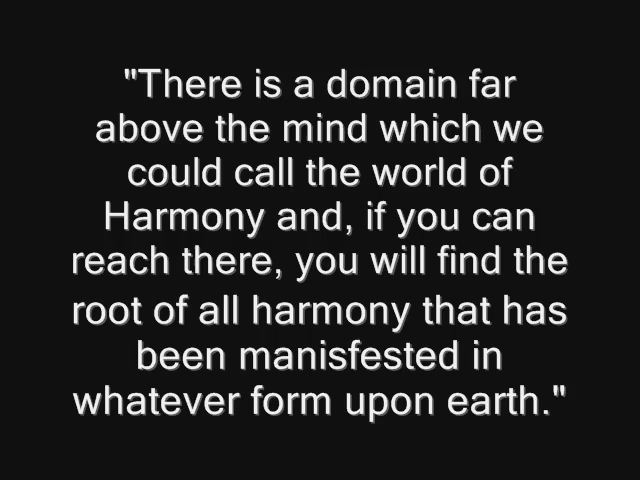 "There is a domain far
above the mind which we
could call the world of
Harmony and, if you can
reach there, you will find the
root of all harmony that has
been manisfested in
whatever form upon earth."